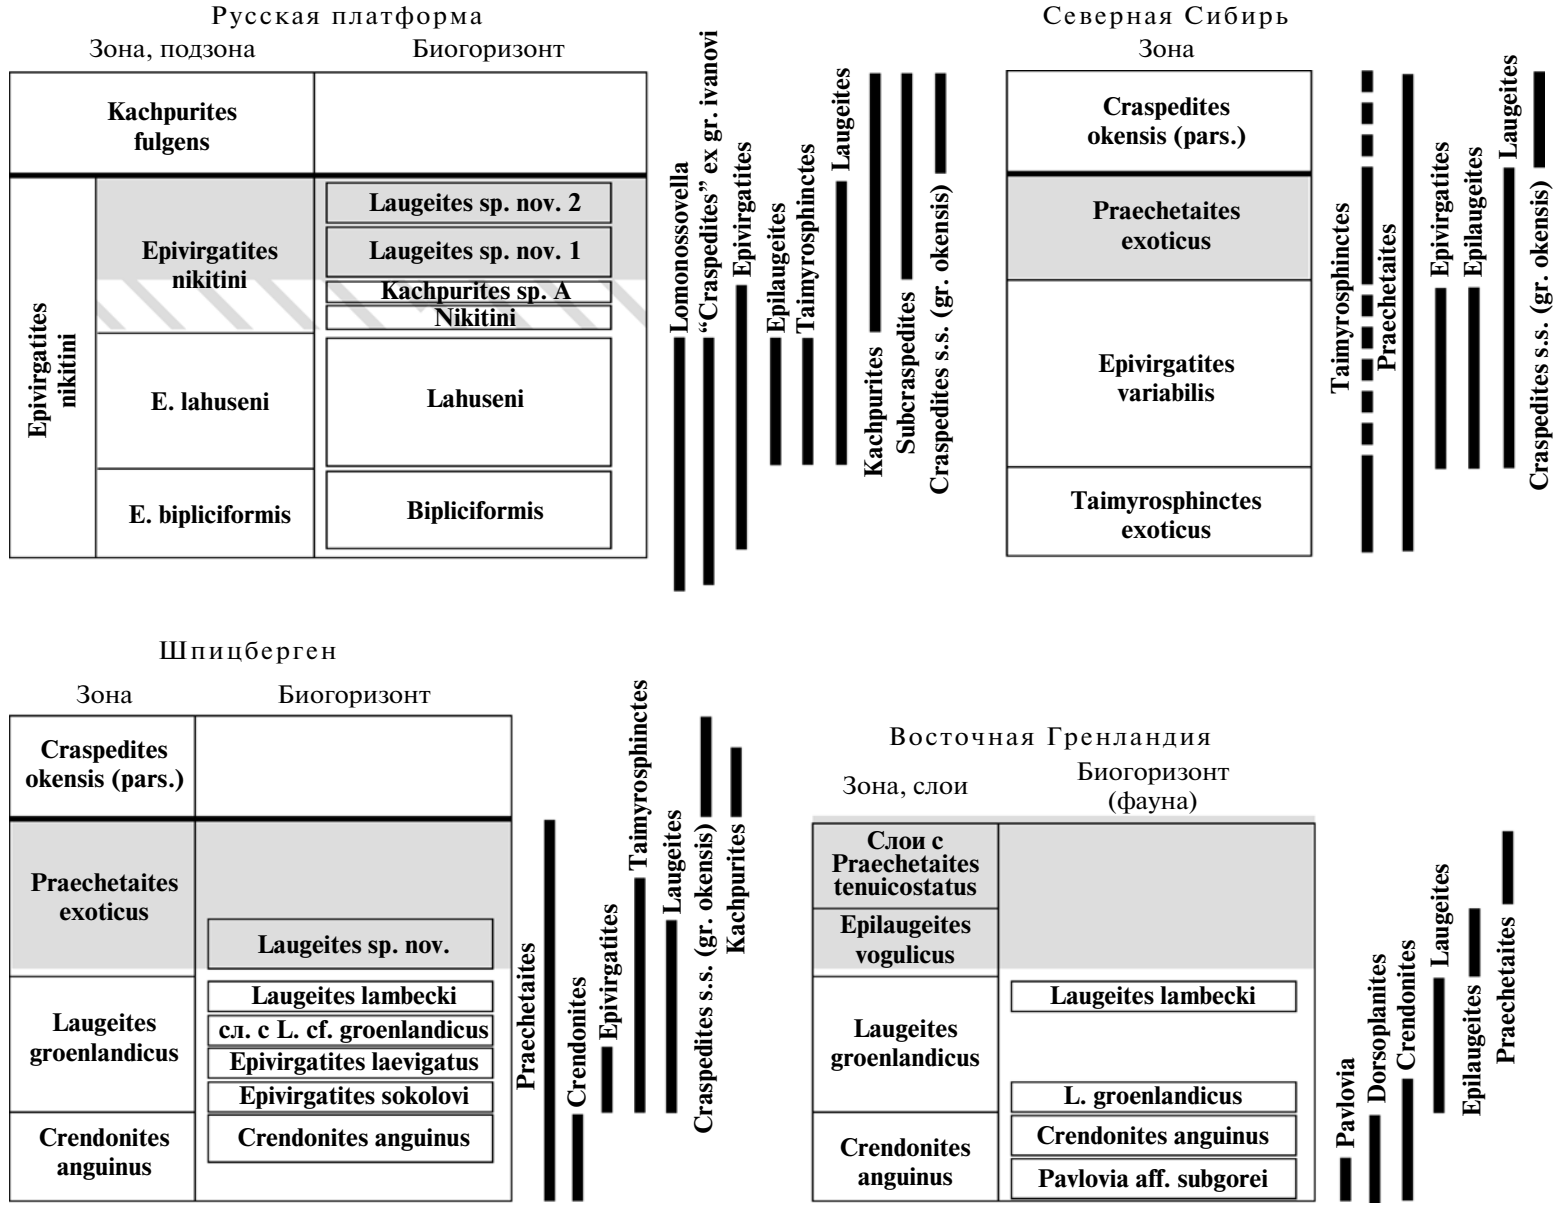 Русская платформа
Зона, подзона
Биогоризонт
Kachpurites
fulgens
Epivirgatites
nikitini
Epivirgatites
nikitini
E. lahuseni
E. bipliciformis
Laugeites sp. nov. 2
Laugeites sp. nov. 1
Kachpurites sp. A
Nikitini
Lahuseni
Bipliciformis
Lomonossovella
“Craspedites” ex gr. ivanovi
Epivirgatites
Epilaugeites
Taimyrosphinctes
Laugeites
Kachpurites
Subcraspedites
Craspedites s.s. (gr. okensis)
Северная Сибирь
Зона
Craspedites
okensis (pars.)
Praechetaites
exoticus
Epivirgatites
variabilis
Taimyrosphinctes
exoticus
Taimyrosphinctes
Praechetaites
Epivirgatites
Epilaugeites
Laugeites
Craspedites s.s. (gr. okensis)
Шпицберген
Зона
Биогоризонт
Craspedites
okensis (pars.)
Praechetaites
exoticus
Laugeites
groenlandicus
Crendonites
anguinus
Laugeites sp. nov.
Laugeites lambecki
сл. с L. cf. groenlandicus
Epivirgatites laevigatus
Epivirgatites sokolovi
Crendonites anguinus
Praechetaites
Crendonites
Epivirgatites
Taimyrosphinctes
Laugeites
Craspedites s.s. (gr. okensis)
Kachpurites
Восточная Гренландия
Зона, слои
Биогоризонт
(фауна)
Слои с
Praechetaites
tenuicostatus
Epilaugeites
vogulicus
Laugeites
groenlandicus
Crendonites
anguinus
Laugeites lambecki
L. groenlandicus
Crendonites anguinus
Pavlovia aff. subgorei
Pavlovia
Dorsoplanites
Crendonites
Laugeites
Epilaugeites
Praechetaites